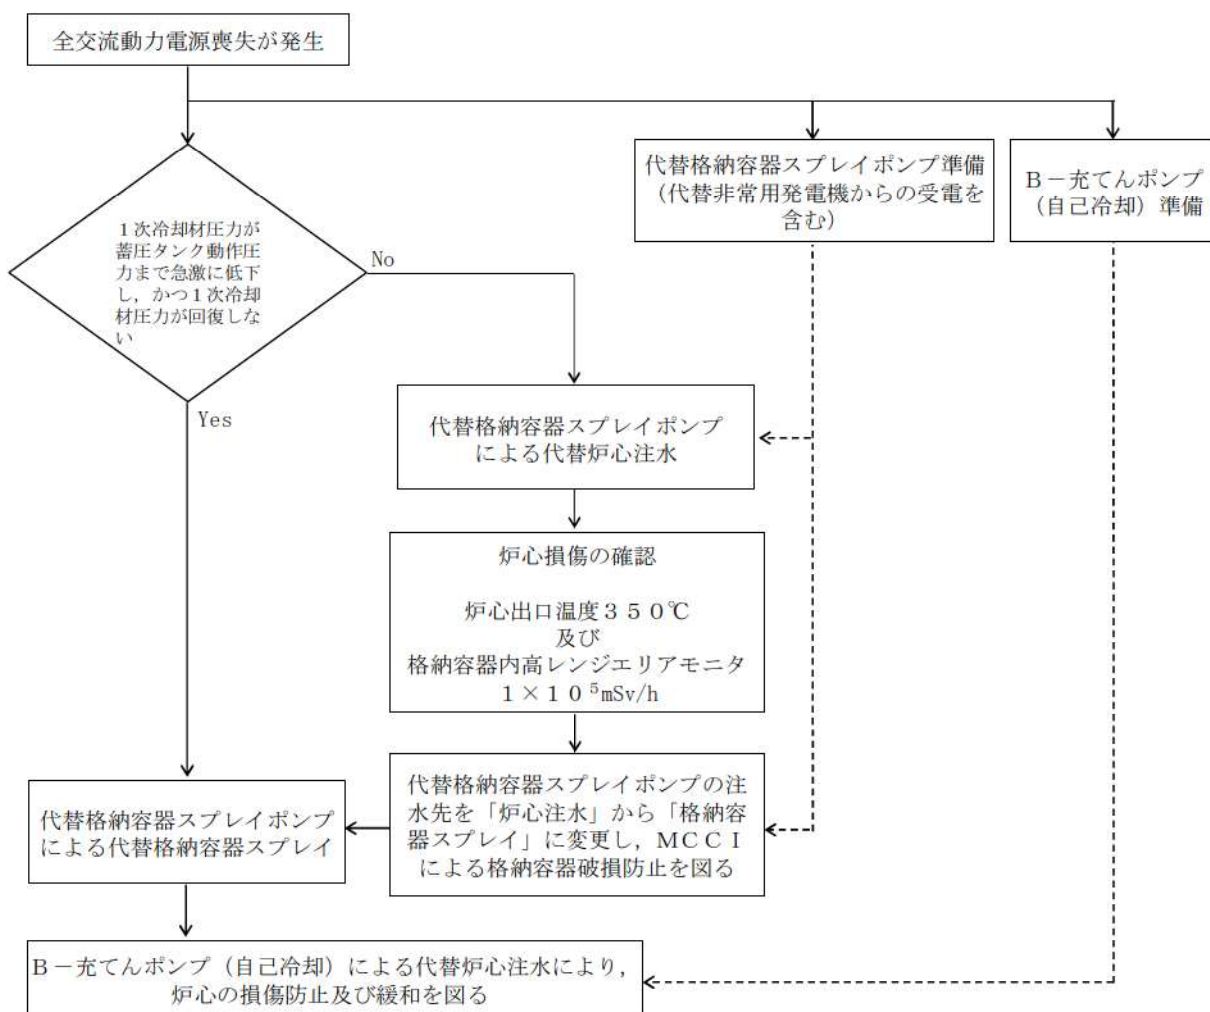 全交流動力電源喪失が発生
代替格納容器スプレイポンプ準備
（代替非常用発電機からの受電を
含む）
Ｂ－充てんポンプ
（自己冷却）準備
１次冷却材圧力が
蓄圧タンク動作圧
力まで急激に低下
し，かつ１次冷却
材圧力が回復しな
い
No
Yes
代替格納容器スプレイポンプ
による代替炉心注水
炉心損傷の確認
炉心出口温度３５０℃
及び
格納容器内高レンジエリアモニタ
１×１０⁵mSv/h
代替格納容器スプレイポンプの注
水先を「炉心注水」から「格納容
器スプレイ」に変更し，ＭＣＣＩ
による格納容器破損防止を図る
代替格納容器スプレイポンプ
による代替格納容器スプレイ
Ｂ－充てんポンプ（自己冷却）による代替炉心注水により，
炉心の損傷防止及び緩和を図る